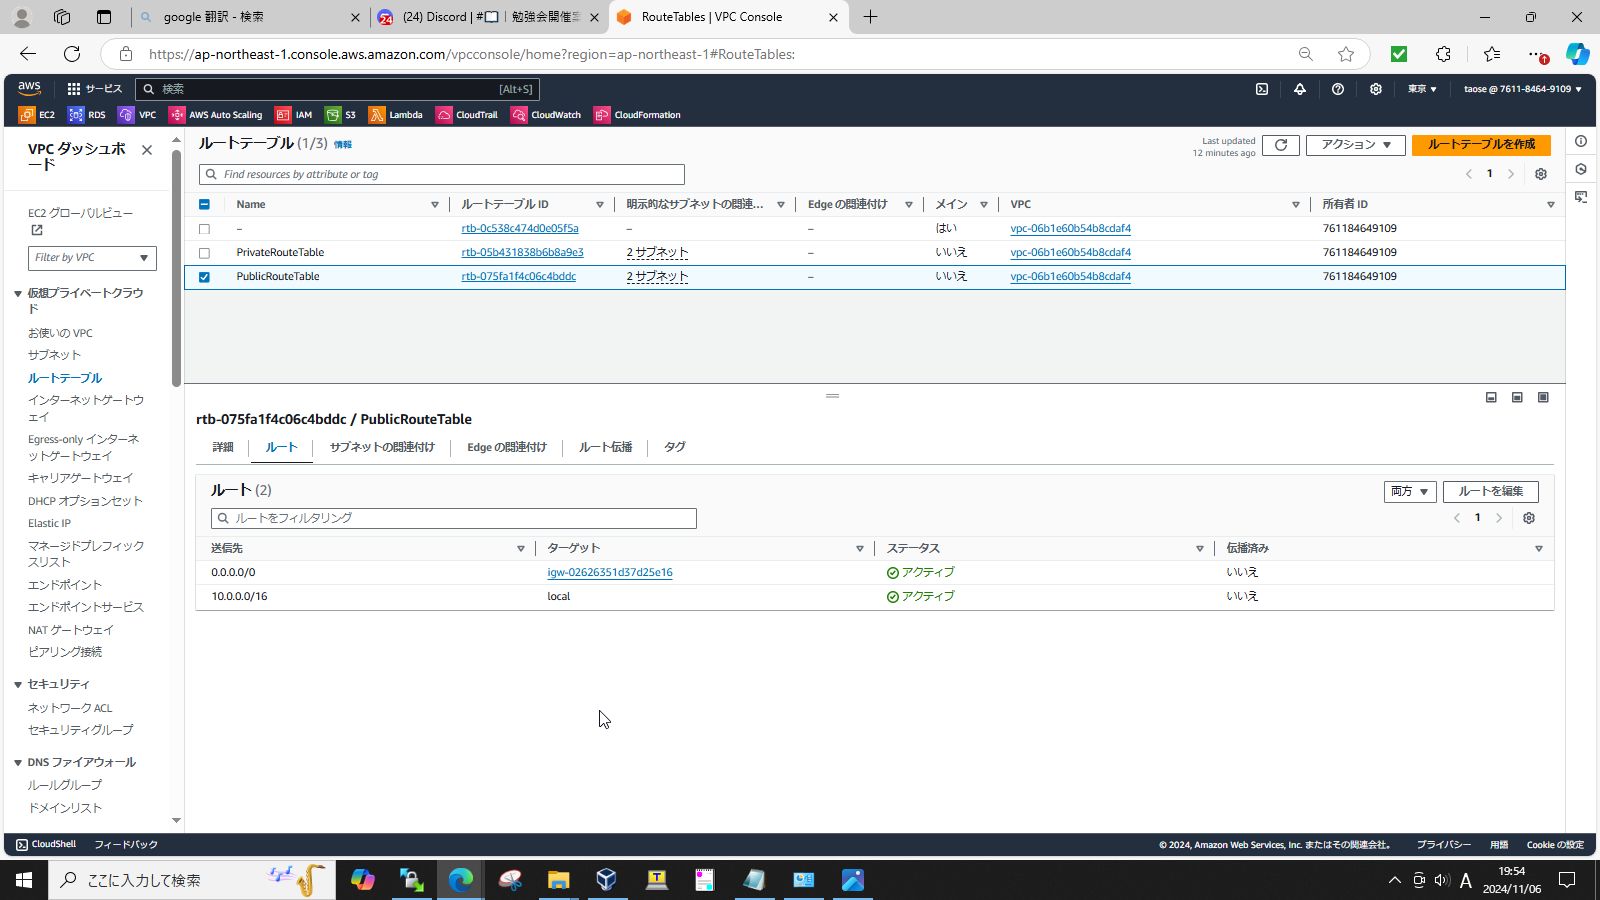 google 翻訳 - 検索
(24) Discord | #📖｜勉強会開催案
RouteTables | VPC Console
https://ap-northeast-1.console.aws.amazon.com/vpcconsole/home?region=ap-northeast-1#RouteTables:
aws
サービス
検索
[Alt+S]
東京
taose @ 7611-8464-9109
EC2
RDS
VPC
AWS Auto Scaling
IAM
S3
Lambda
CloudTrail
CloudWatch
CloudFormation
VPC ダッシュボ
ード
EC2 グローバルビュー
Filter by VPC
仮想プライベートクラウ
ド
お使いの VPC
サブネット
ルートテーブル
インターネットゲートウ
ェイ
Egress-only インターネ
ットゲートウェイ
キャリアゲートウェイ
DHCP オプションセット
Elastic IP
マネージドプレフィック
スリスト
エンドポイント
エンドポイントサービス
NAT ゲートウェイ
ピアリング接続
セキュリティ
ネットワーク ACL
セキュリティグループ
DNS ファイアウォール
ルールグループ
ドメインリスト
ルートテーブル (1/3) 情報
Last updated
12 minutes ago
アクション
ルートテーブルを作成
Find resources by attribute or tag
1
Name ルートテーブル ID 明示的なサブネットの関連... Edge の関連付け メイン VPC 所有者 ID
– rtb-0c538c474d0e05f5a – – はい vpc-06b1e60b54b8cdaf4 761184649109
PrivateRouteTable rtb-05b431838b6b8a9e3 2 サブネット – いいえ vpc-06b1e60b54b8cdaf4 761184649109
PublicRouteTable rtb-075fa1f4c06c4bddc 2 サブネット – いいえ vpc-06b1e60b54b8cdaf4 761184649109
rtb-075fa1f4c06c4bddc / PublicRouteTable
詳細 ルート サブネットの関連付け Edge の関連付け ルート伝播 タグ
ルート (2)
両方
ルートを編集
ルートをフィルタリング
1
送信先 ターゲット ステータス 伝播済み
0.0.0.0/0 igw-02626351d37d25e16 アクティブ いいえ
10.0.0.0/16 local アクティブ いいえ
CloudShell フィードバック
© 2024, Amazon Web Services, Inc. またはその関連会社。 プライバシー 用語 Cookie の設定
ここに入力して検索
A
19:54
2024/11/06